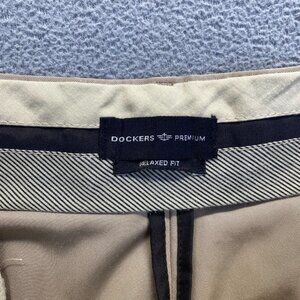 DOCKERS PREMIUM
RELAXED FIT